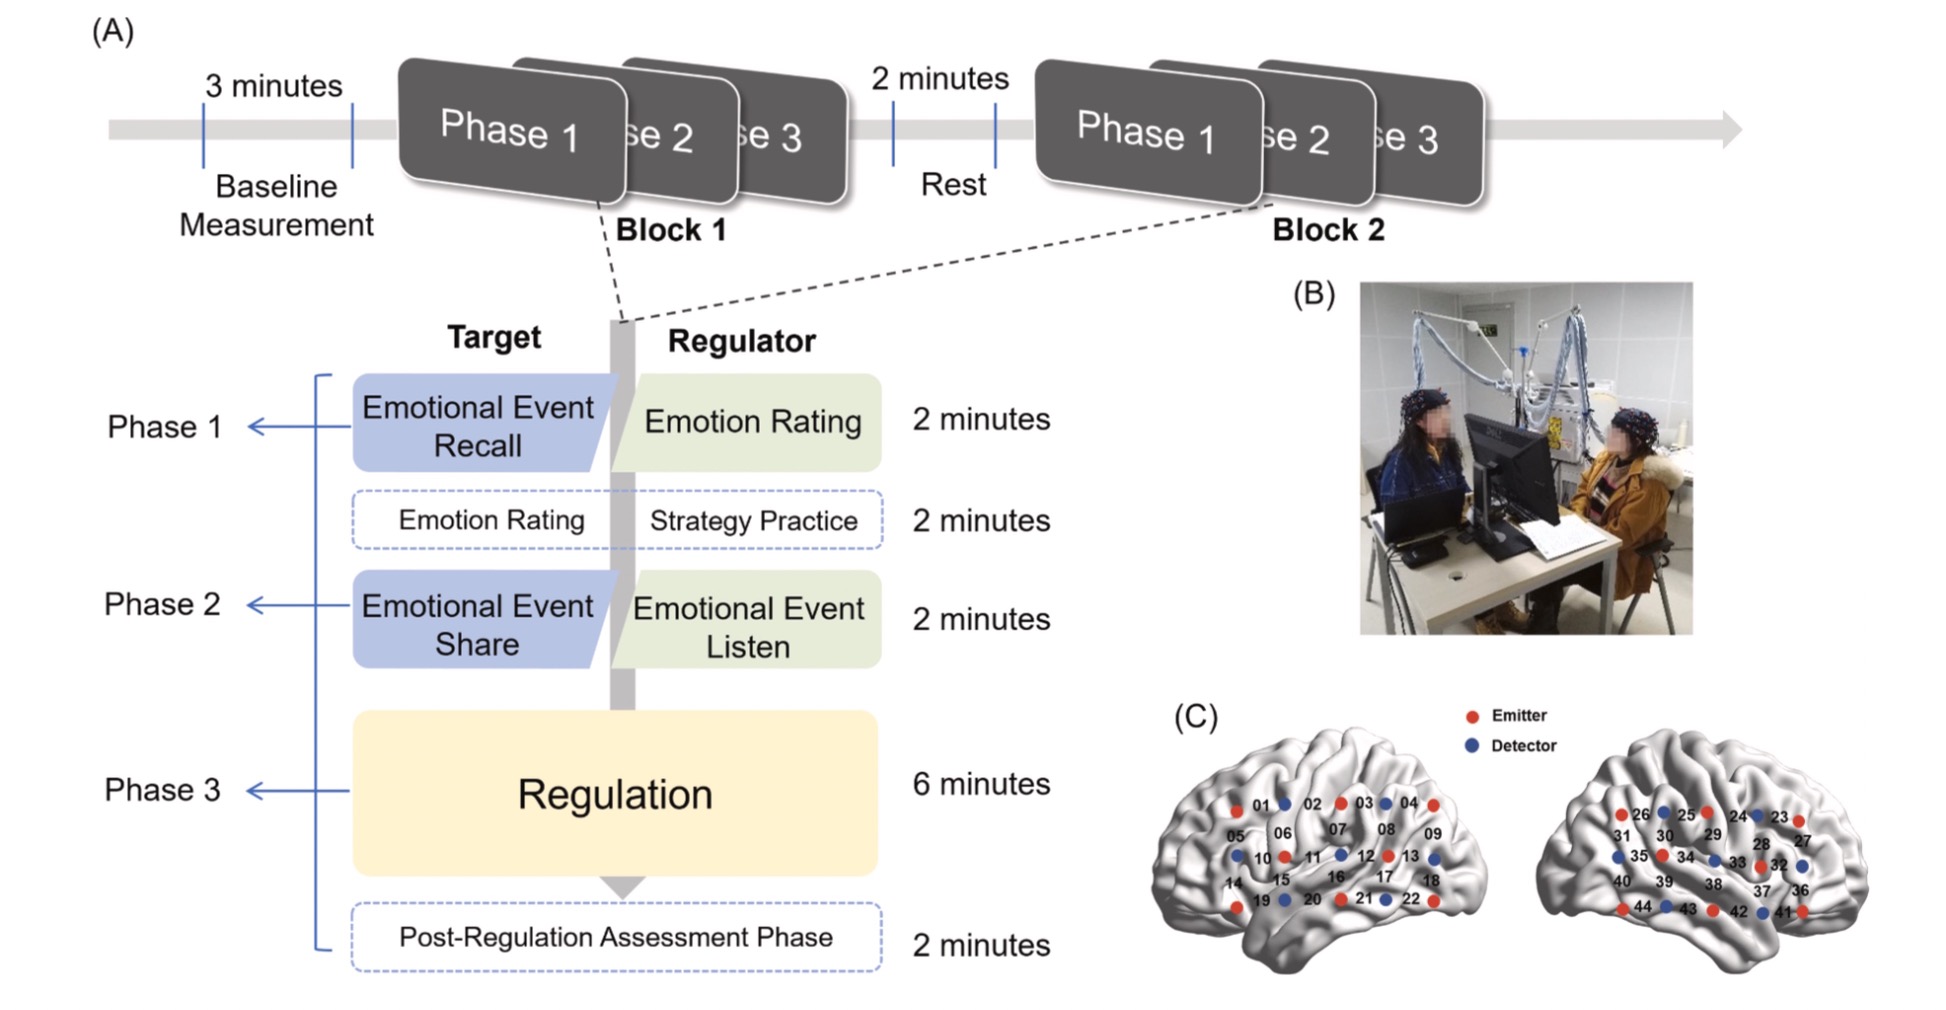 (A)
3 minutes
Baseline
Measurement
Phase 1
se 2
se 3
Block 1
2 minutes
Rest
Phase 1
se 2
se 3
Block 2
Target
Regulator
Phase 1
Emotional Event
Recall
Emotion Rating
2 minutes
Emotion Rating
Strategy Practice
2 minutes
Phase 2
Emotional Event
Share
Emotional Event
Listen
2 minutes
Phase 3
Regulation
6 minutes
Post-Regulation Assessment Phase
2 minutes
(B)
(C)
Emitter
Detector
01 02 03 04
05 06 07 08 09
10 11 12 13
14 15 16 17 18
19 20 21 22
26 25 24 23
31 30 29 28 27
35 34 33 32
40 39 38 37 36
44 43 42 41